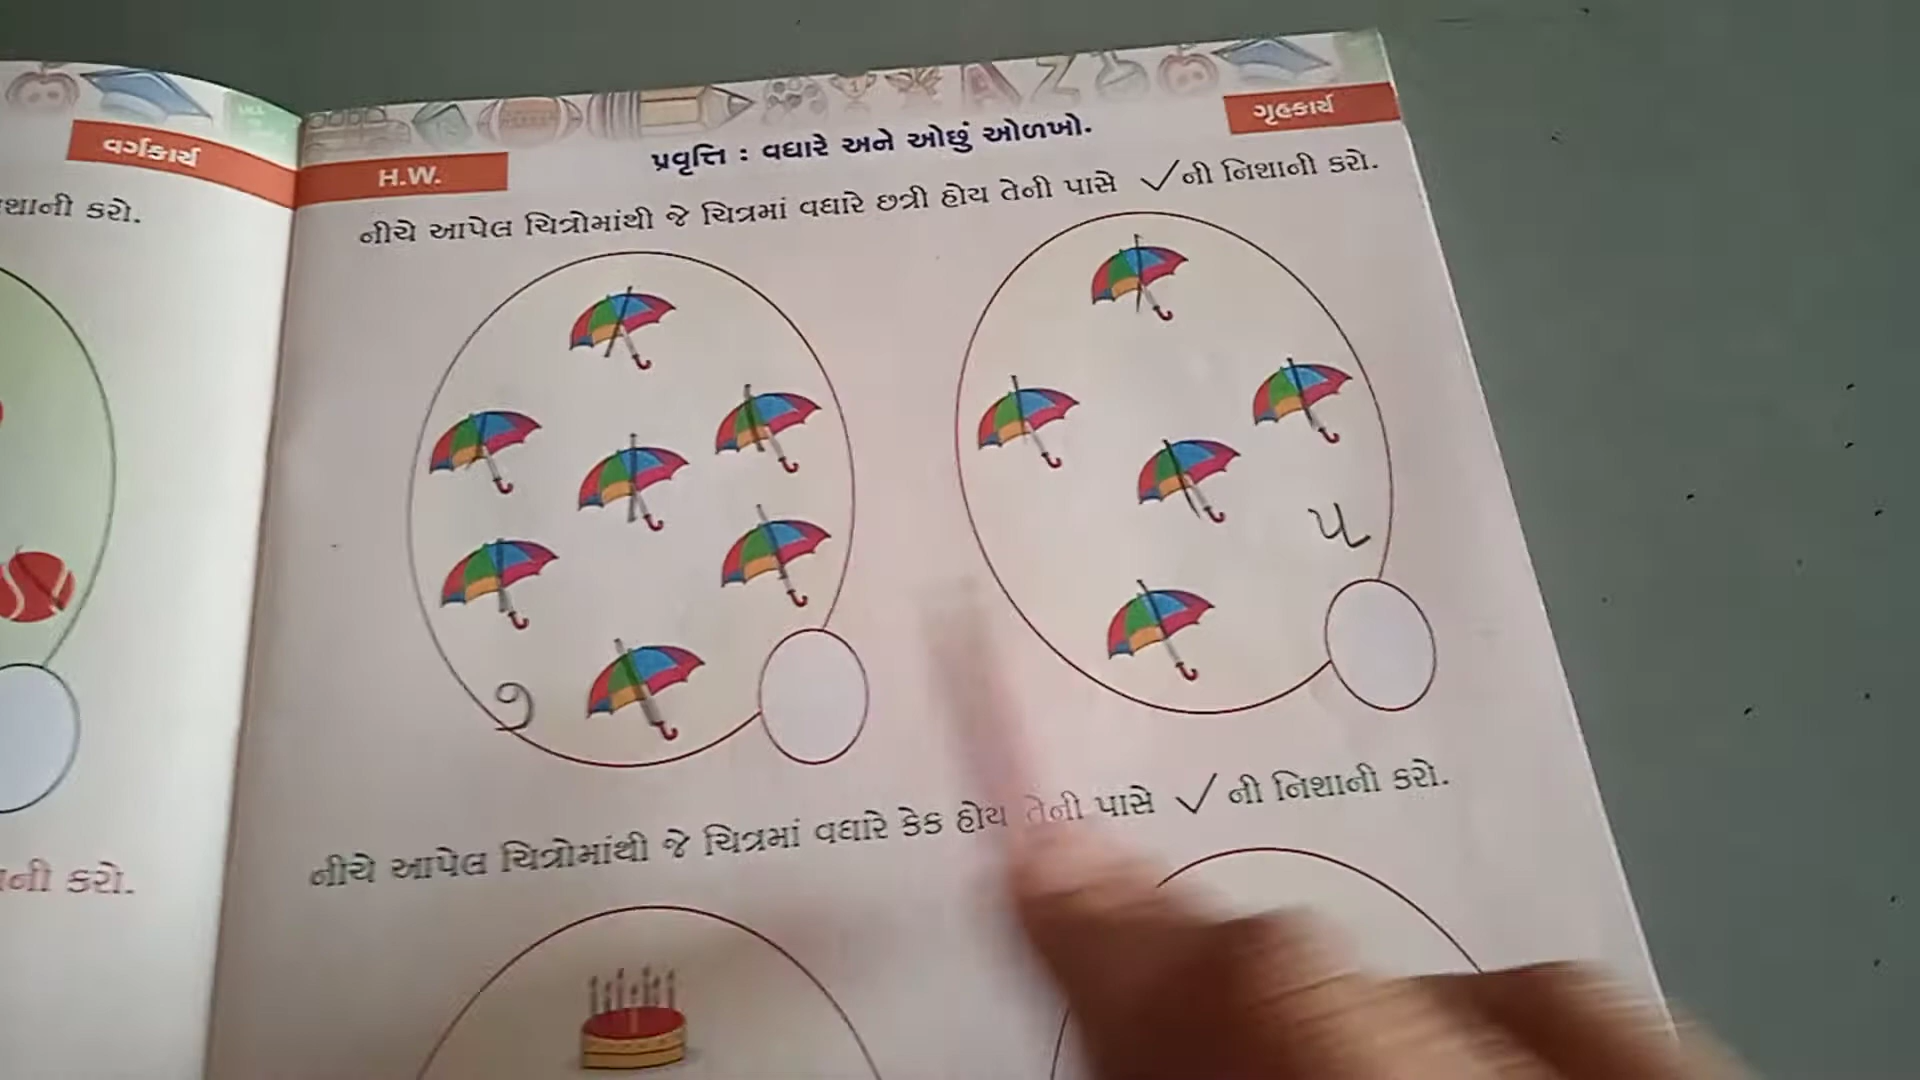 વર્ગકાર્ય
શાની કરો.
ની કરો.
H.W.
પ્રવૃત્તિ : વધારે અને ઓછું ઓળખો.
ગૃહકાર્ય
નીચે આપેલ ચિત્રોમાંથી જે ચિત્રમાં વધારે છત્રી હોય તેની પાસે ✓ની નિશાની કરો.
૭
૫
નીચે આપેલ ચિત્રોમાંથી જે ચિત્રમાં વધારે કેક હોય તેની પાસે ✓ ની નિશાની કરો.